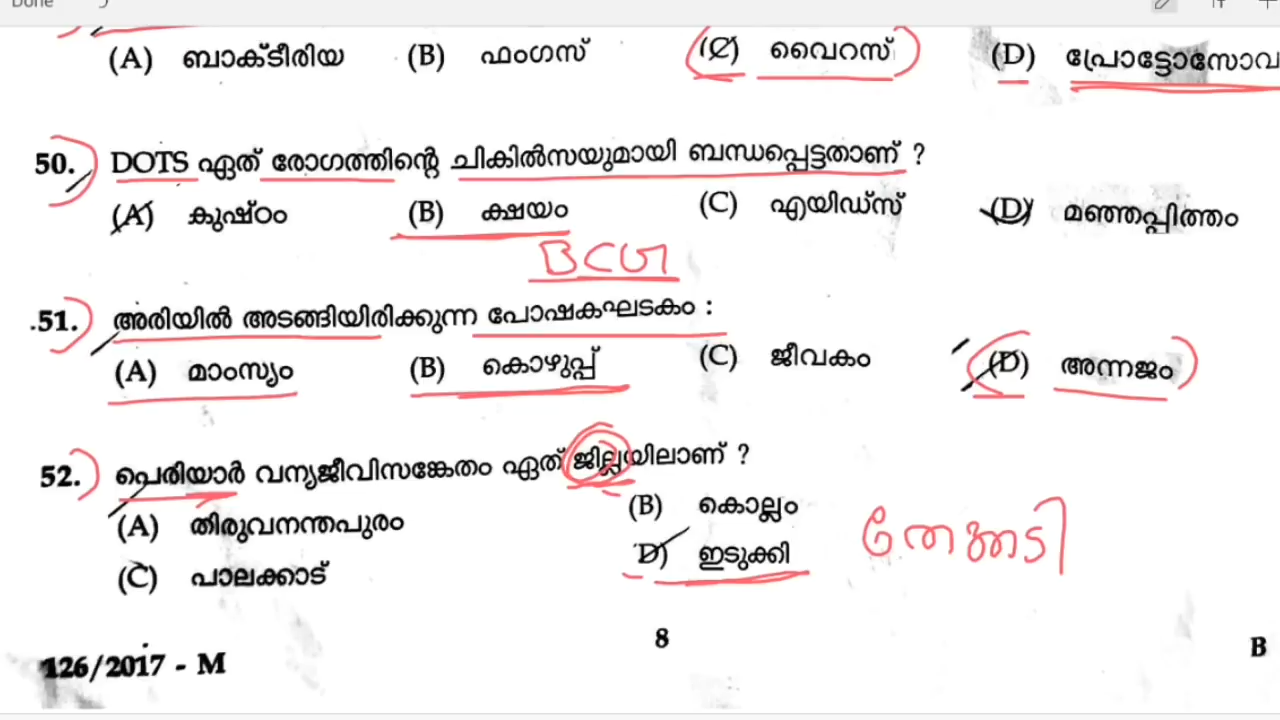 Done
(A) ബാക്ടീരിയ (B) ഫംഗസ് (C) വൈറസ് (D) പ്രോട്ടോസോവ
50. DOTS ഏത് രോഗത്തിന്റെ ചികിൽസയുമായി ബന്ധപ്പെട്ടതാണ് ?
(A) കുഷ്ഠം (B) ക്ഷയം (C) എയിഡ്സ് (D) മഞ്ഞപ്പിത്തം
BCG
51. അരിയിൽ അടങ്ങിയിരിക്കുന്ന പോഷകഘടകം :
(A) മാംസ്യം (B) കൊഴുപ്പ് (C) ജീവകം (D) അന്നജം
52. പെരിയാർ വന്യജീവിസങ്കേതം ഏത് ജില്ലയിലാണ് ?
(A) തിരുവനന്തപുരം (B) കൊല്ലം
(C) പാലക്കാട് (D) ഇടുക്കി
തേക്കടി
8
126/2017 - M B